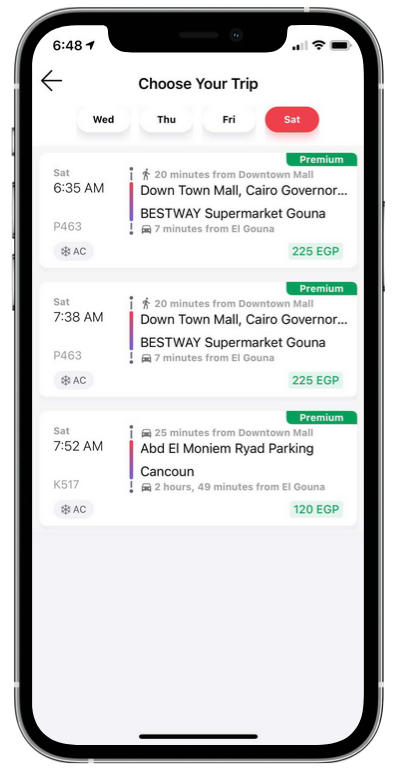 6:48
Choose Your Trip
Wed Thu Fri Sat
Premium
Sat
20 minutes from Downtown Mall
6:35 AM
Down Town Mall, Cairo Governor...
BESTWAY Supermarket Gouna
P463
7 minutes from El Gouna
AC
225 EGP
Premium
Sat
20 minutes from Downtown Mall
7:38 AM
Down Town Mall, Cairo Governor...
BESTWAY Supermarket Gouna
P463
7 minutes from El Gouna
AC
225 EGP
Premium
Sat
25 minutes from Downtown Mall
7:52 AM
Abd El Moniem Ryad Parking
Cancoun
K517
2 hours, 49 minutes from El Gouna
AC
120 EGP